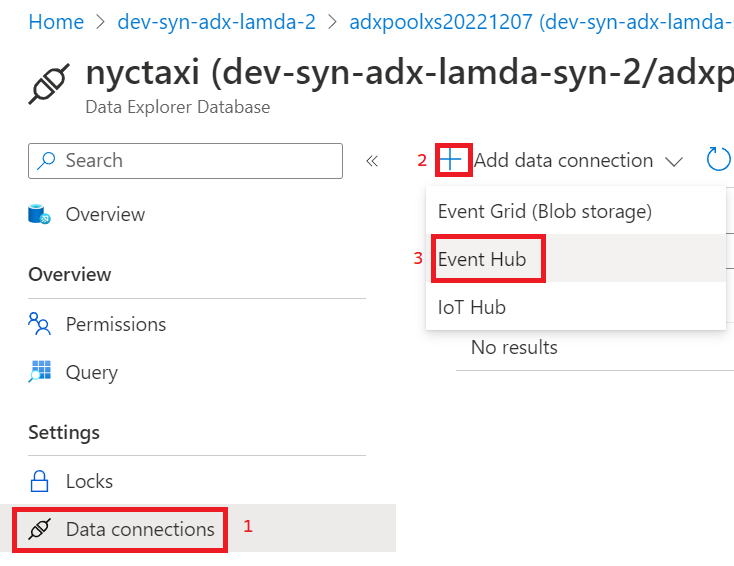 Home > dev-syn-adx-lamda-2 > adxpoolxs20221207 (dev-syn-adx-lamda-
nyctaxi (dev-syn-adx-lamda-syn-2/adxp
Data Explorer Database
Search «
2 + Add data connection
Overview
Event Grid (Blob storage)
3 Event Hub
IoT Hub
No results
Overview
Permissions
Query
Settings
Locks
Data connections 1